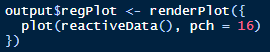 output$regPlot <- renderPlot({
  plot(reactiveData(), pch = 16)
})